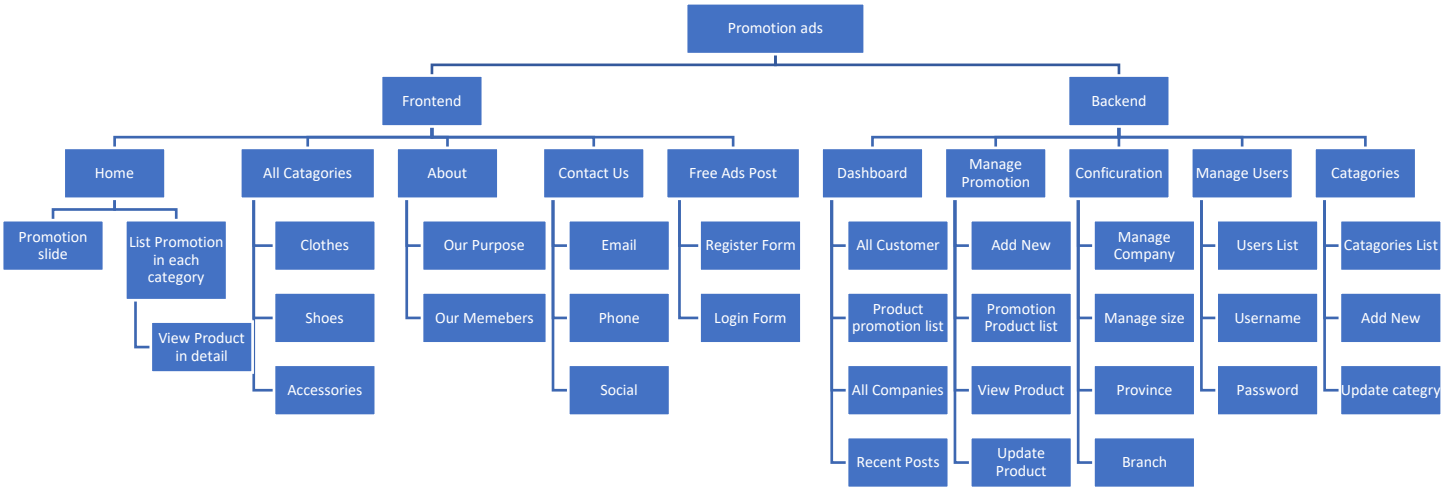 Promotion ads
Frontend
Backend
Home
All Catagories
About
Contact Us
Free Ads Post
Dashboard
Manage
Promotion
Conficuration
Manage Users
Catagories
Promotion
slide
List Promotion
in each
category
View Product
in detail
Clothes
Shoes
Accessories
Our Purpose
Our Memebers
Email
Phone
Social
Register Form
Login Form
All Customer
Product
promotion list
All Companies
Recent Posts
Add New
Promotion
Product list
View Product
Update
Product
Manage
Company
Manage size
Province
Branch
Users List
Username
Password
Catagories List
Add New
Update categry